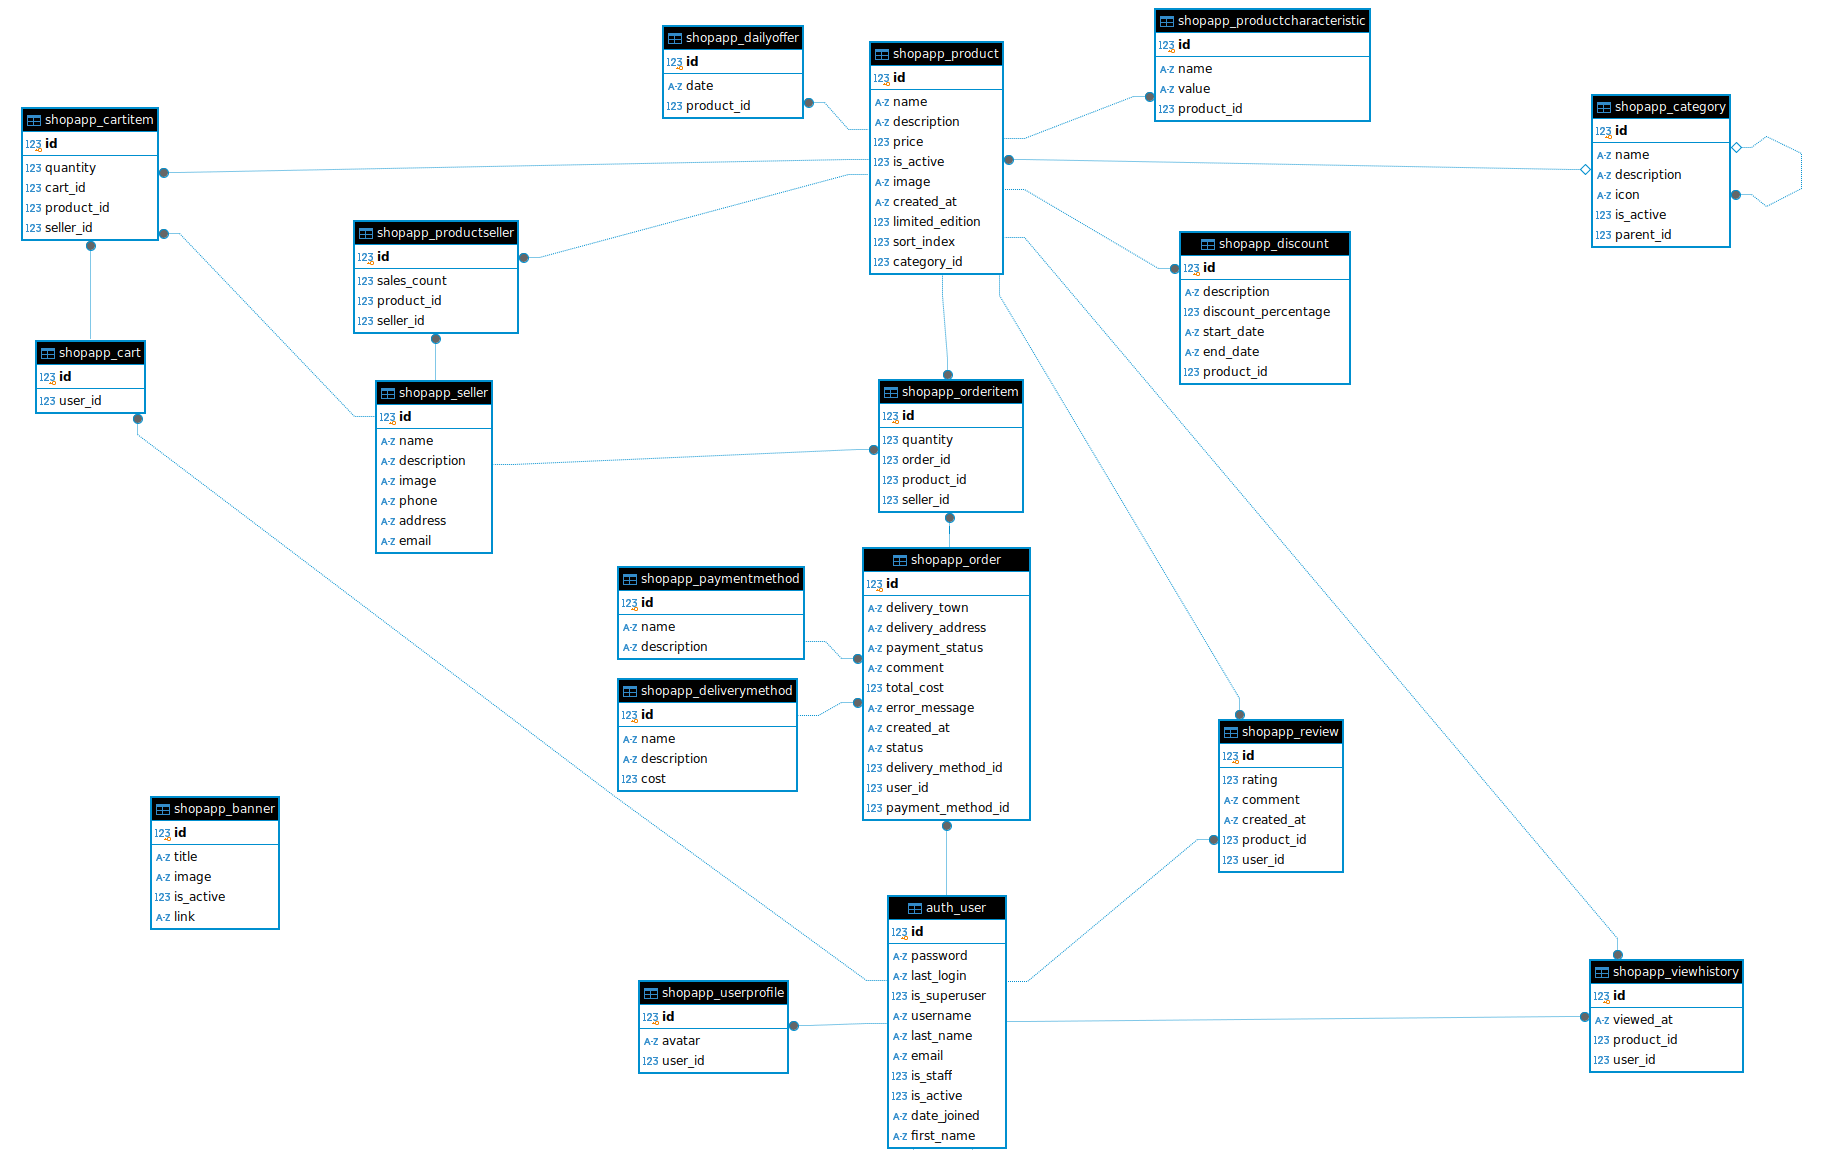 shopapp_dailyoffer
123 id
A-Z date
123 product_id
shopapp_product
123 id
A-Z name
A-Z description
123 price
123 is_active
A-Z image
A-Z created_at
123 limited_edition
123 sort_index
123 category_id
shopapp_productcharacteristic
123 id
A-Z name
A-Z value
123 product_id
shopapp_category
123 id
A-Z name
A-Z description
A-Z icon
123 is_active
123 parent_id
shopapp_cartitem
123 id
123 quantity
123 cart_id
123 product_id
123 seller_id
shopapp_productseller
123 id
123 sales_count
123 product_id
123 seller_id
shopapp_discount
123 id
A-Z description
123 discount_percentage
A-Z start_date
A-Z end_date
123 product_id
shopapp_cart
123 id
123 user_id
shopapp_seller
123 id
A-Z name
A-Z description
A-Z image
A-Z phone
A-Z address
A-Z email
shopapp_orderitem
123 id
123 quantity
123 order_id
123 product_id
123 seller_id
shopapp_order
123 id
A-Z delivery_town
A-Z delivery_address
A-Z payment_status
A-Z comment
123 total_cost
A-Z error_message
A-Z created_at
A-Z status
123 delivery_method_id
123 user_id
123 payment_method_id
shopapp_paymentmethod
123 id
A-Z name
A-Z description
shopapp_deliverymethod
123 id
A-Z name
A-Z description
123 cost
shopapp_review
123 id
123 rating
A-Z comment
A-Z created_at
123 product_id
123 user_id
shopapp_banner
123 id
A-Z title
A-Z image
123 is_active
A-Z link
auth_user
123 id
A-Z password
A-Z last_login
123 is_superuser
A-Z username
A-Z last_name
A-Z email
123 is_staff
123 is_active
A-Z date_joined
A-Z first_name
shopapp_userprofile
123 id
A-Z avatar
123 user_id
shopapp_viewhistory
123 id
A-Z viewed_at
123 product_id
123 user_id